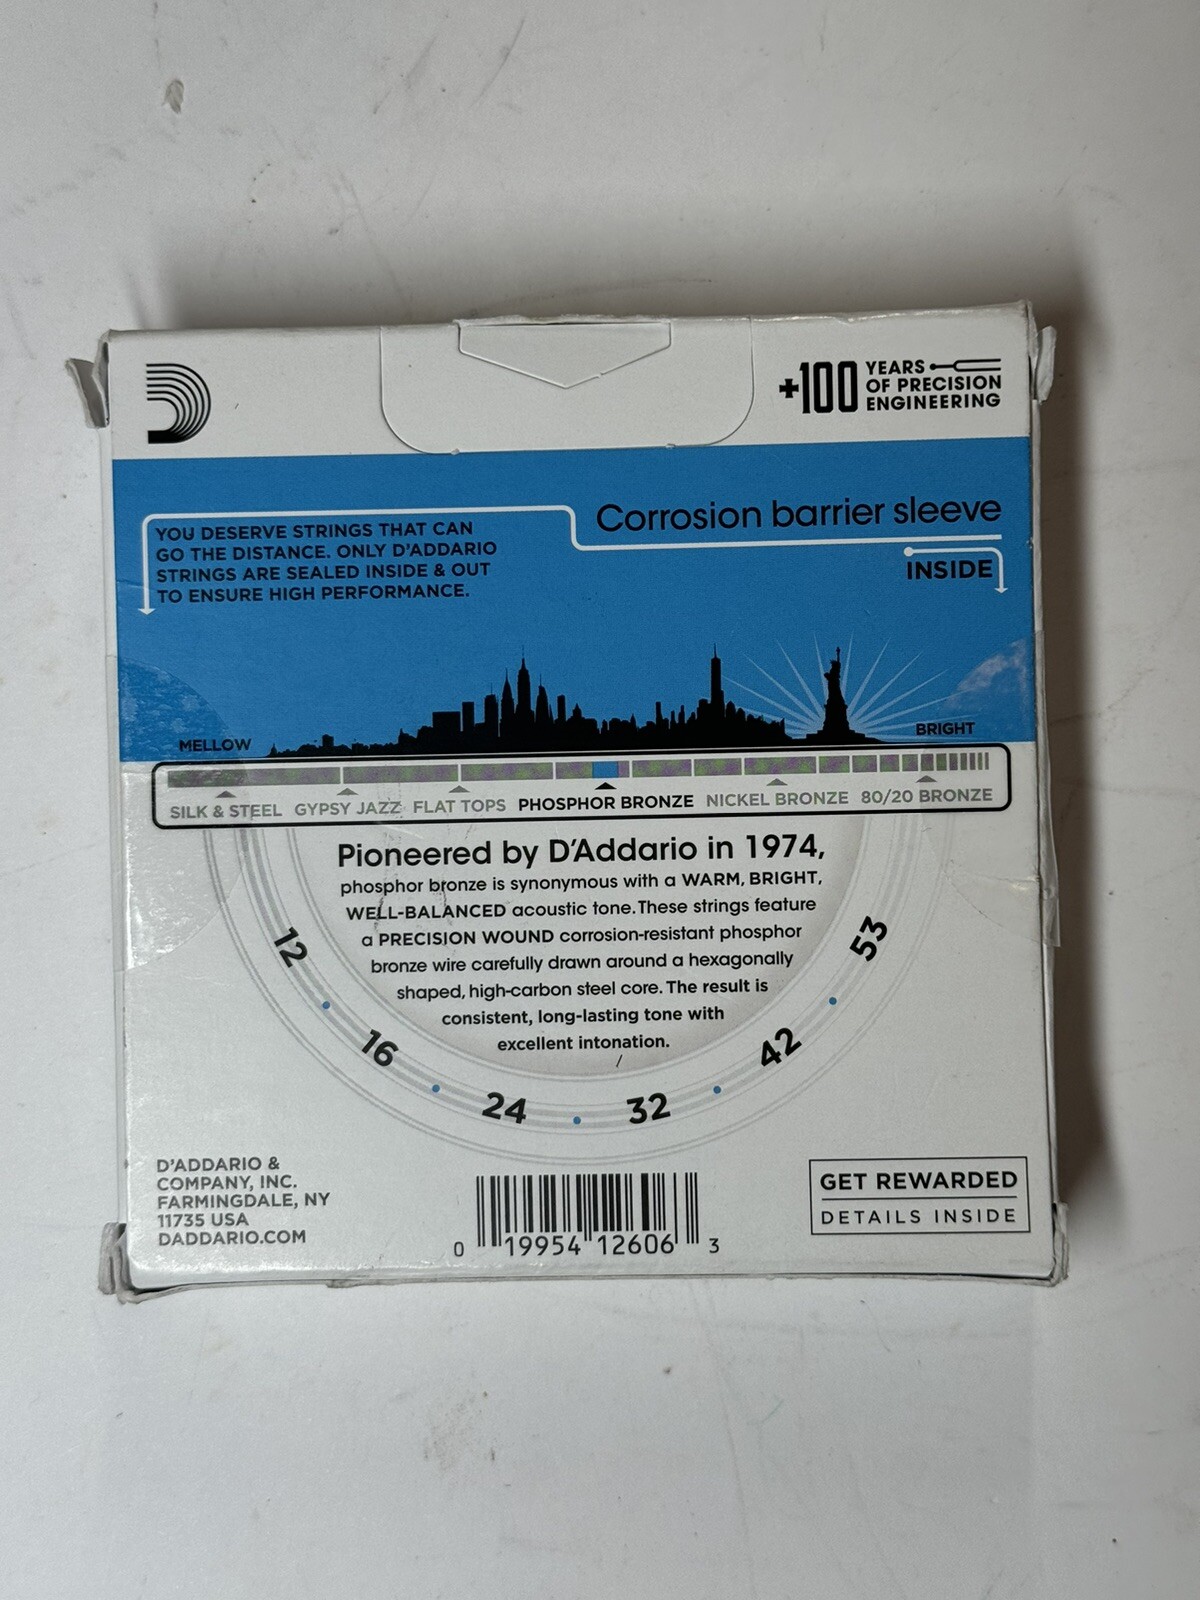 +100 YEARS
OF PRECISION
ENGINEERING
YOU DESERVE STRINGS THAT CAN
GO THE DISTANCE. ONLY D'ADDARIO
STRINGS ARE SEALED INSIDE & OUT
TO ENSURE HIGH PERFORMANCE.
Corrosion barrier sleeve
INSIDE
MELLOW
BRIGHT
SILK & STEEL GYPSY JAZZ FLAT TOPS PHOSPHOR BRONZE NICKEL BRONZE 80/20 BRONZE
Pioneered by D'Addario in 1974,
phosphor bronze is synonymous with a WARM, BRIGHT,
WELL-BALANCED acoustic tone. These strings feature
a PRECISION WOUND corrosion-resistant phosphor
bronze wire carefully drawn around a hexagonally
shaped, high-carbon steel core. The result is
consistent, long-lasting tone with
excellent intonation.
12 • 16 • 24 • 32 • 42 • 53
D'ADDARIO &
COMPANY, INC.
FARMINGDALE, NY
11735 USA
DADDARIO.COM
0 19954 12606 3
GET REWARDED
DETAILS INSIDE